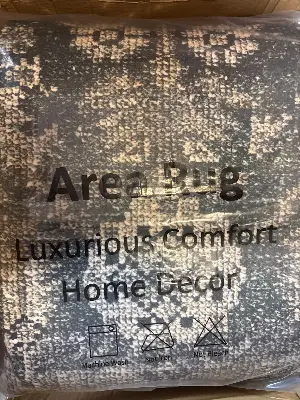 Area Rug
Luxurious Comfort
Home Decor
Machine Wash